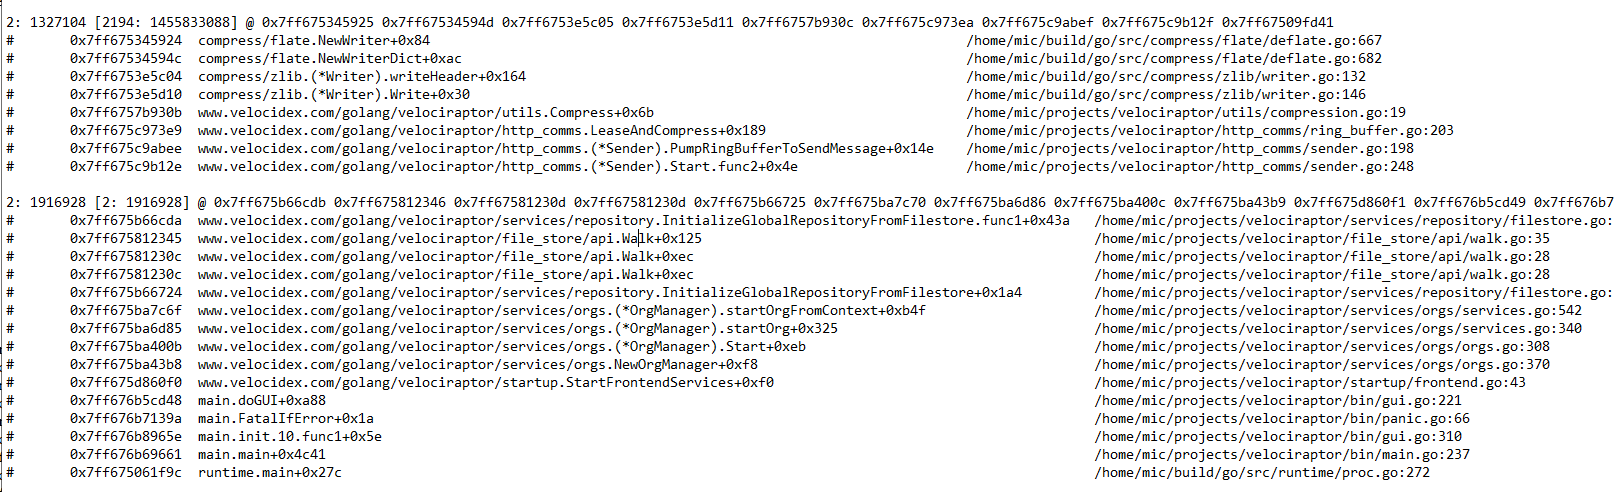 2: 1327104 [2194: 1455833088] @ 0x7ff675345925 0x7ff67534594d 0x7ff6753e5c05 0x7ff6753e5d11 0x7ff6757b930c 0x7ff675c973ea 0x7ff675c9abef 0x7ff675c9b12f 0x7ff67509fd41
# 0x7ff675345924 compress/flate.NewWriter+0x84 /home/mic/build/go/src/compress/flate/deflate.go:667
# 0x7ff67534594c compress/flate.NewWriterDict+0xac /home/mic/build/go/src/compress/flate/deflate.go:682
# 0x7ff6753e5c04 compress/zlib.(*Writer).writeHeader+0x164 /home/mic/build/go/src/compress/zlib/writer.go:132
# 0x7ff6753e5d10 compress/zlib.(*Writer).Write+0x30 /home/mic/build/go/src/compress/zlib/writer.go:146
# 0x7ff6757b930b www.velocidex.com/golang/velociraptor/utils.Compress+0x6b /home/mic/projects/velociraptor/utils/compression.go:19
# 0x7ff675c973e9 www.velocidex.com/golang/velociraptor/http_comms.LeaseAndCompress+0x189 /home/mic/projects/velociraptor/http_comms/ring_buffer.go:203
# 0x7ff675c9abee www.velocidex.com/golang/velociraptor/http_comms.(*Sender).PumpRingBufferToSendMessage+0x14e /home/mic/projects/velociraptor/http_comms/sender.go:198
# 0x7ff675c9b12e www.velocidex.com/golang/velociraptor/http_comms.(*Sender).Start.func2+0x4e /home/mic/projects/velociraptor/http_comms/sender.go:248
2: 1916928 [2: 1916928] @ 0x7ff675b66cdb 0x7ff675812346 0x7ff67581230d 0x7ff67581230d 0x7ff675b66725 0x7ff675ba7c70 0x7ff675ba6d86 0x7ff675ba400c 0x7ff675ba43b9 0x7ff675d860f1 0x7ff676b5cd49 0x7ff676b7
# 0x7ff675b66cda www.velocidex.com/golang/velociraptor/services/repository.InitializeGlobalRepositoryFromFilestore.func1+0x43a /home/mic/projects/velociraptor/services/repository/filestore.go:
# 0x7ff675812345 www.velocidex.com/golang/velociraptor/file_store/api.Walk+0x125 /home/mic/projects/velociraptor/file_store/api/walk.go:35
# 0x7ff67581230c www.velocidex.com/golang/velociraptor/file_store/api.Walk+0xec /home/mic/projects/velociraptor/file_store/api/walk.go:28
# 0x7ff67581230c www.velocidex.com/golang/velociraptor/file_store/api.Walk+0xec /home/mic/projects/velociraptor/file_store/api/walk.go:28
# 0x7ff675b66724 www.velocidex.com/golang/velociraptor/services/repository.InitializeGlobalRepositoryFromFilestore+0x1a4 /home/mic/projects/velociraptor/services/repository/filestore.go:
# 0x7ff675ba7c6f www.velocidex.com/golang/velociraptor/services/orgs.(*OrgManager).startOrgFromContext+0xb4f /home/mic/projects/velociraptor/services/orgs/services.go:542
# 0x7ff675ba6d85 www.velocidex.com/golang/velociraptor/services/orgs.(*OrgManager).startOrg+0x325 /home/mic/projects/velociraptor/services/orgs/services.go:340
# 0x7ff675ba400b www.velocidex.com/golang/velociraptor/services/orgs.(*OrgManager).Start+0xeb /home/mic/projects/velociraptor/services/orgs/orgs.go:308
# 0x7ff675ba43b8 www.velocidex.com/golang/velociraptor/services/orgs.NewOrgManager+0xf8 /home/mic/projects/velociraptor/services/orgs/orgs.go:370
# 0x7ff675d860f0 www.velocidex.com/golang/velociraptor/startup.StartFrontendServices+0xf0 /home/mic/projects/velociraptor/startup/frontend.go:43
# 0x7ff676b5cd48 main.doGUI+0xa88 /home/mic/projects/velociraptor/bin/gui.go:221
# 0x7ff676b7139a main.FatalIfError+0x1a /home/mic/projects/velociraptor/bin/panic.go:66
# 0x7ff676b8965e main.init.10.func1+0x5e /home/mic/projects/velociraptor/bin/gui.go:310
# 0x7ff676b69661 main.main+0x4c41 /home/mic/projects/velociraptor/bin/main.go:237
# 0x7ff675061f9c runtime.main+0x27c /home/mic/build/go/src/runtime/proc.go:272